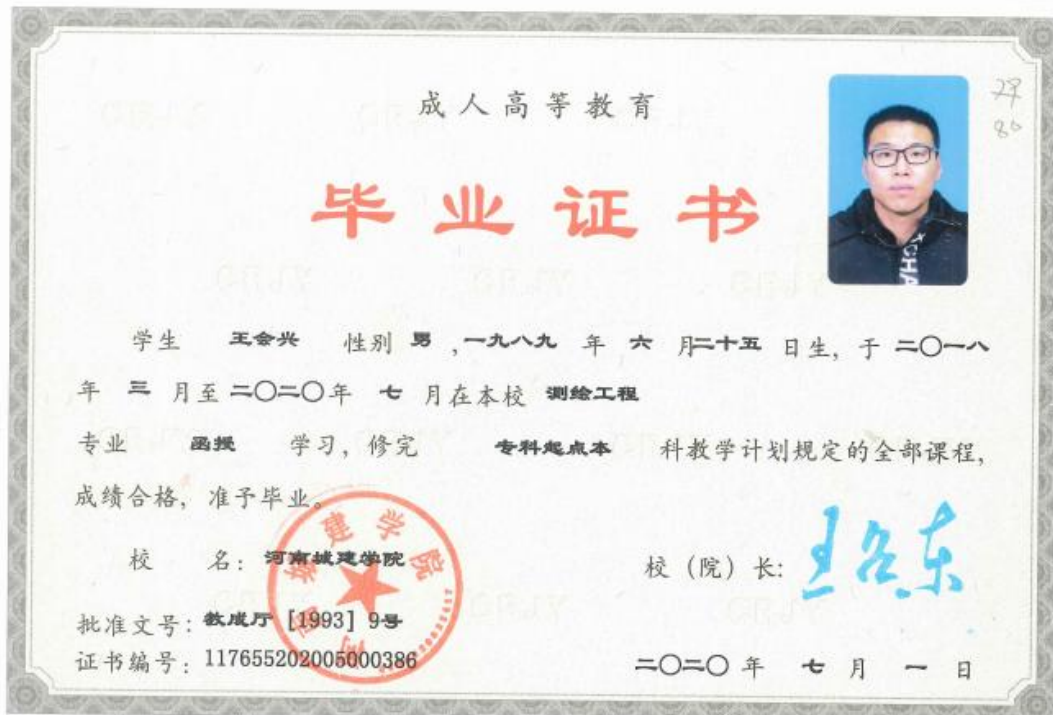 成人高等教育
毕业证书
学生 王会兴 性别 男 ,一九八九 年 六 月二十五 日生, 于 二〇一八
年 三 月至 二〇二〇年 七 月在本校 测绘工程
专业 函授 学习, 修完 专科起点本 科教学计划规定的全部课程,
成绩合格, 准予毕业。
校 名: 河南城建学院
校 (院) 长:
批准文号: 教成厅 [1993] 9号
证书编号: 117655202005000386
二〇二〇 年 七 月 一 日